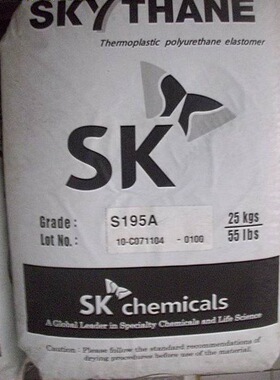 SKYTHANE
Thermoplastic polyurethane elastomer
SK
Grade : S195A 25 kgs
Lot No. : 10-C071104 - 0100 55 lbs
SK chemicals
A Global Leader in Specialty Chemicals and Life Science
Caution : Please follow the standard recommendations of
drying procedures before use of the material.